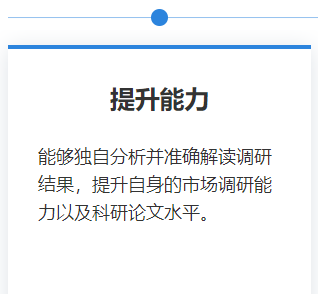 提升能力
能够独自分析并准确解读调研
结果，提升自身的市场调研能
力以及科研论文水平。